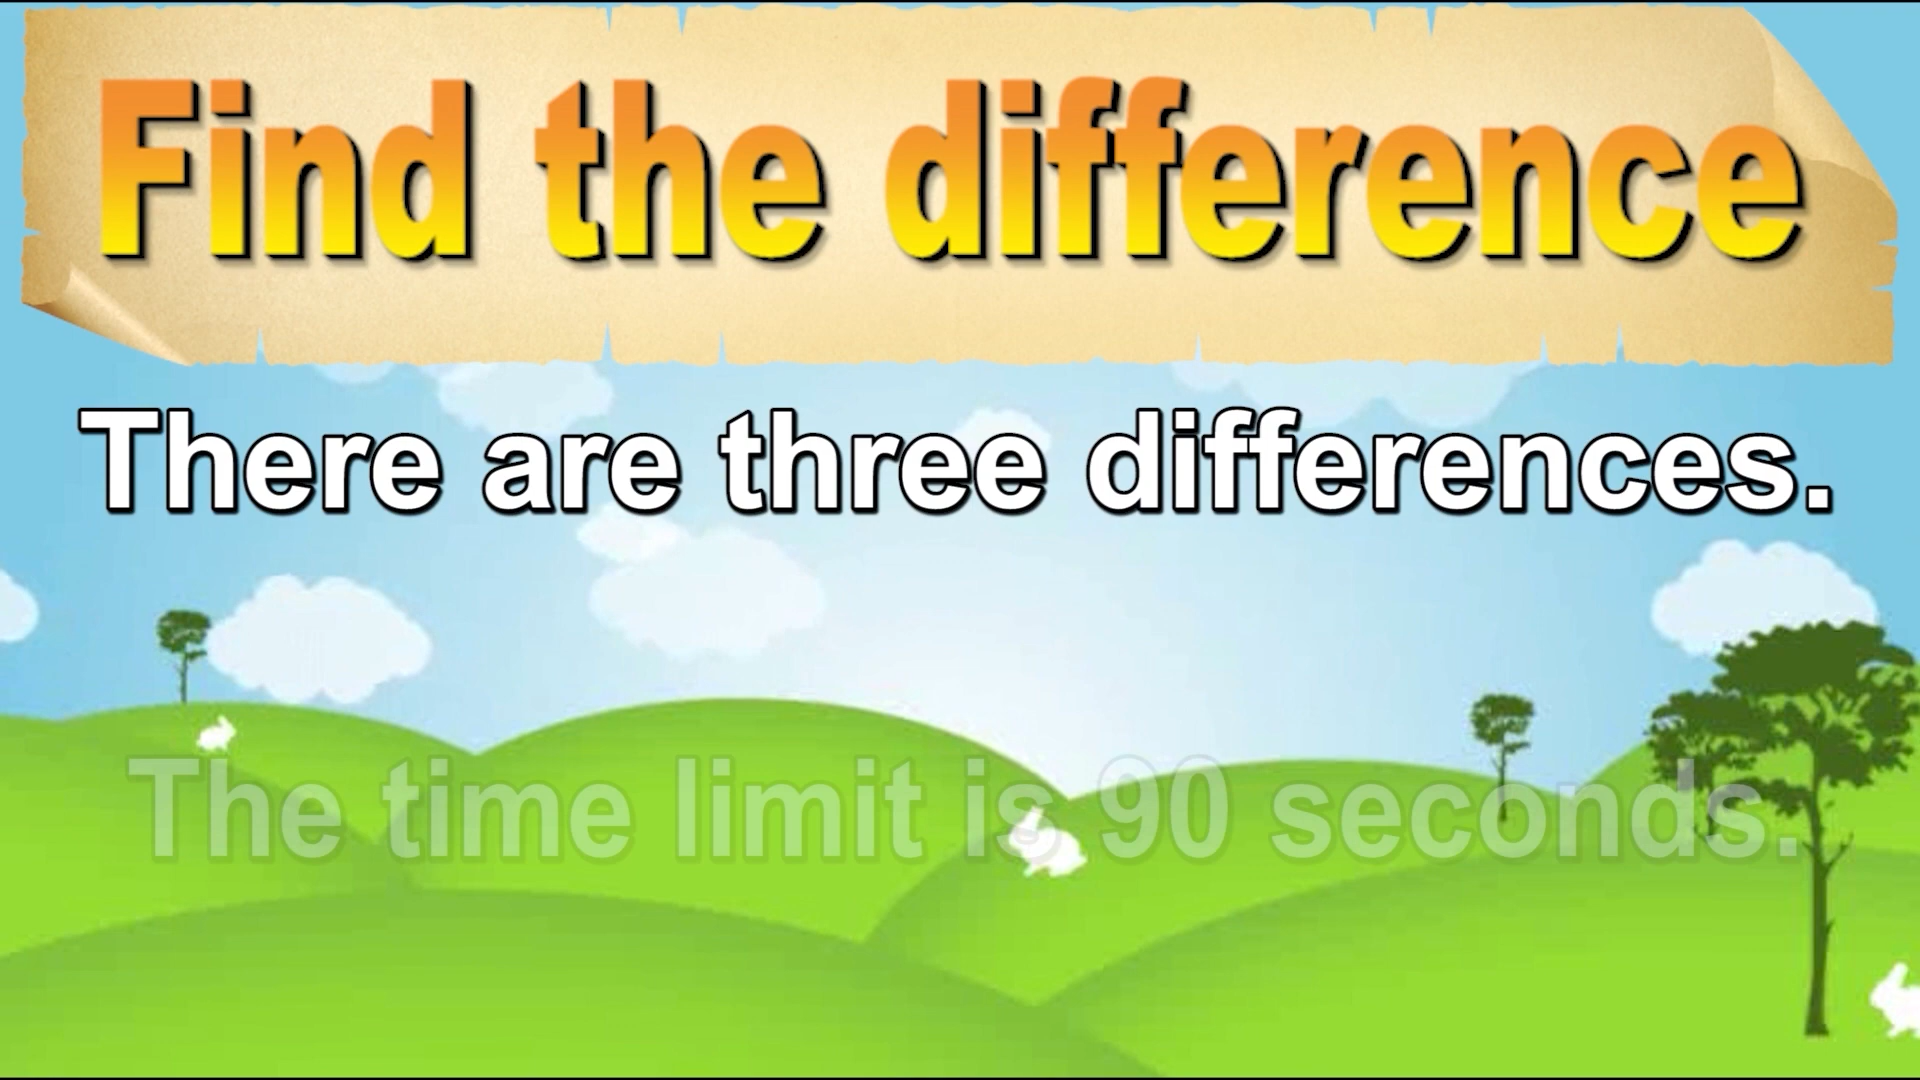 Find the difference
There are three differences.
The time limit is 90 seconds.